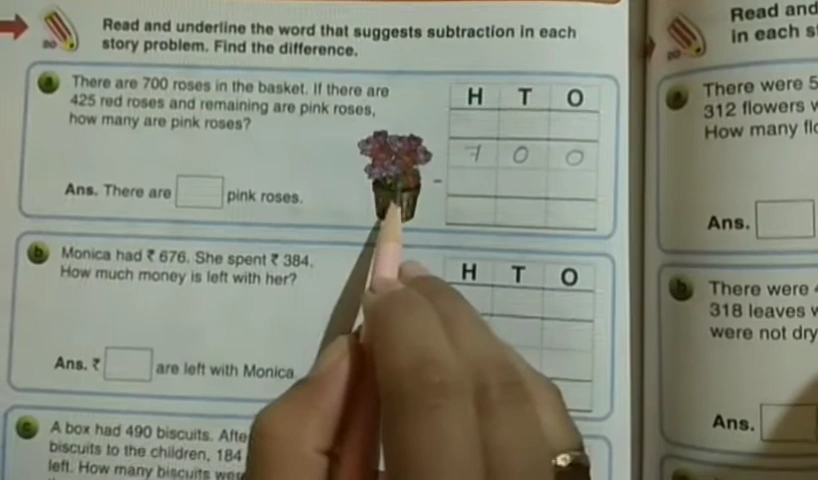 Read and underline the word that suggests subtraction in each
story problem. Find the difference.
a There are 700 roses in the basket. If there are
425 red roses and remaining are pink roses,
how many are pink roses?
H T O
7 0 0
-
Ans. There are pink roses.
b Monica had ₹ 676. She spent ₹ 384.
How much money is left with her?
H T O
Ans. ₹ are left with Monica
c A box had 490 biscuits. Afte
biscuits to the children, 184
left. How many biscuits wer
Read and
in each s
a There were 5
312 flowers w
How many flo
Ans.
b There were
318 leaves w
were not dry
Ans.